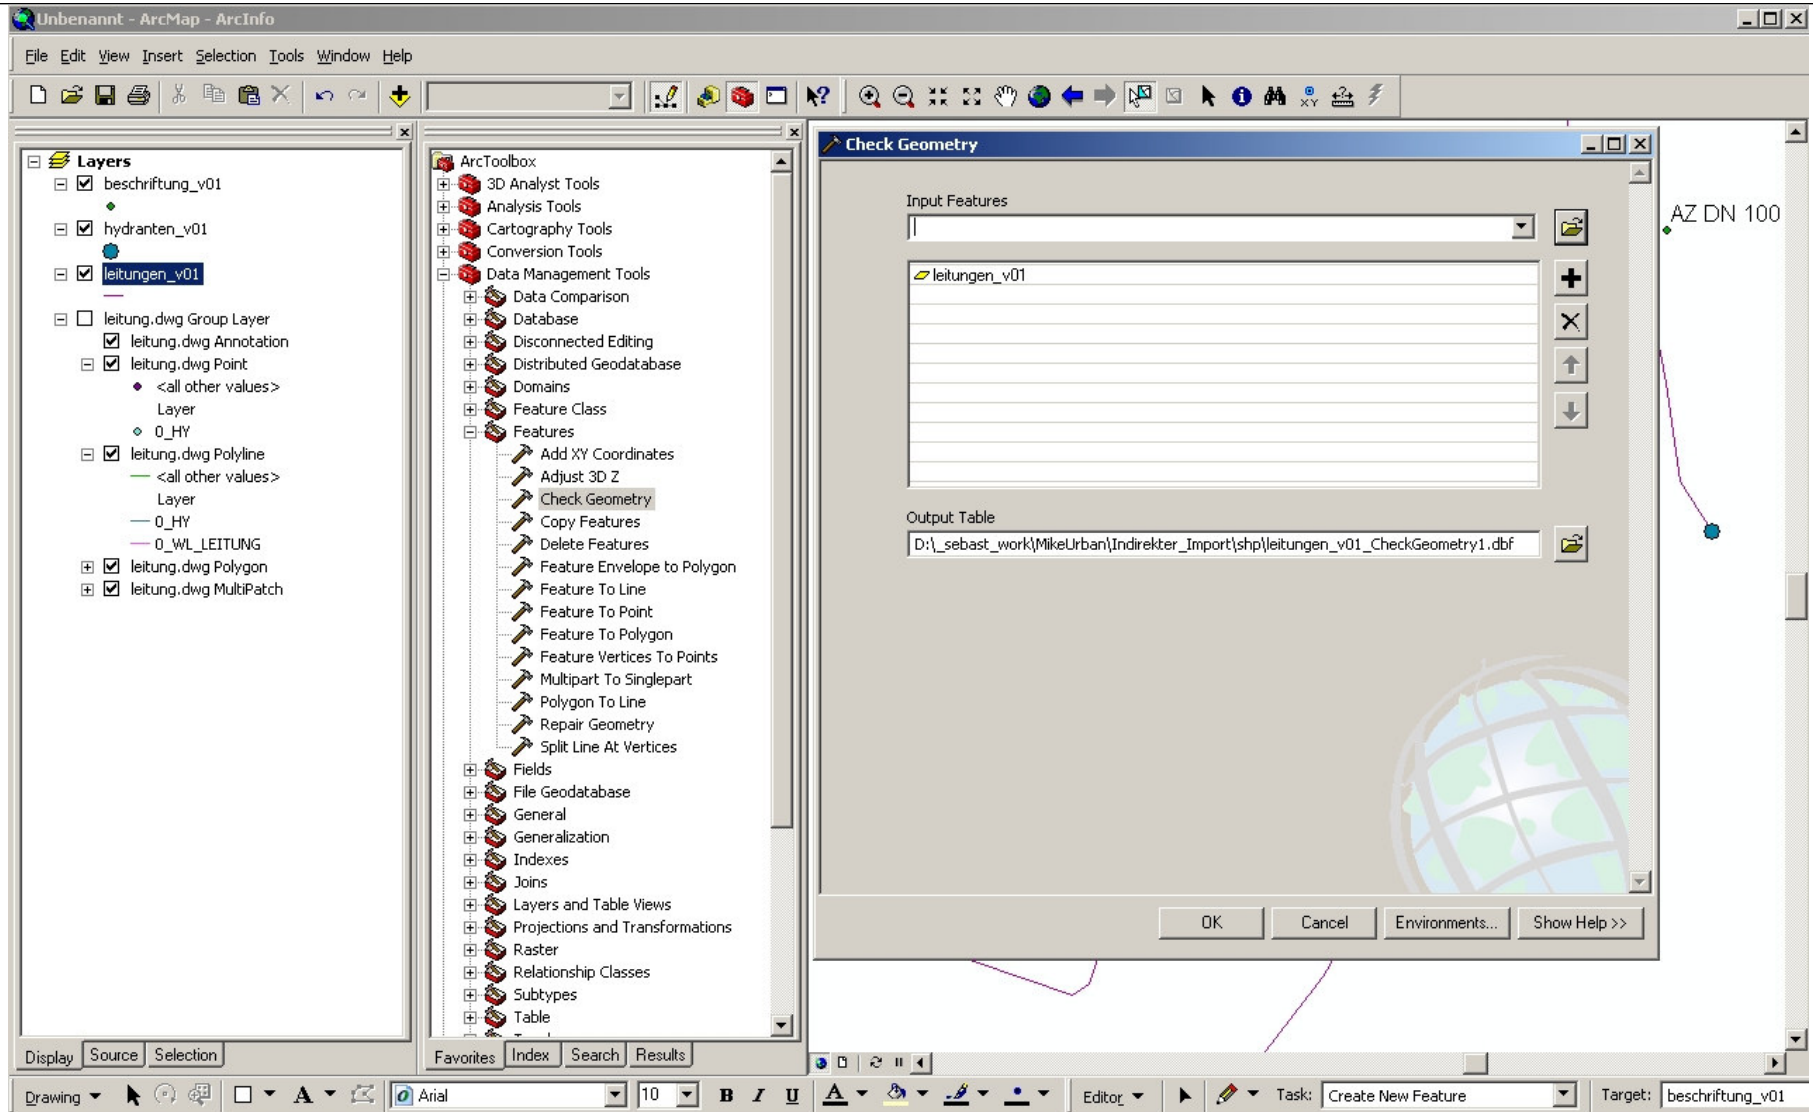 Unbenannt - ArcMap - ArcInfo
File Edit View Insert Selection Tools Window Help
Layers
beschriftung_v01
hydranten_v01
leitungen_v01
leitung.dwg Group Layer
leitung.dwg Annotation
leitung.dwg Point
<all other values>
Layer
0_HY
leitung.dwg Polyline
<all other values>
Layer
0_HY
0_WL_LEITUNG
leitung.dwg Polygon
leitung.dwg MultiPatch
Display Source Selection
ArcToolbox
3D Analyst Tools
Analysis Tools
Cartography Tools
Conversion Tools
Data Management Tools
Data Comparison
Database
Disconnected Editing
Distributed Geodatabase
Domains
Feature Class
Features
Add XY Coordinates
Adjust 3D Z
Check Geometry
Copy Features
Delete Features
Feature Envelope to Polygon
Feature To Line
Feature To Point
Feature To Polygon
Feature Vertices To Points
Multipart To Singlepart
Polygon To Line
Repair Geometry
Split Line At Vertices
Fields
File Geodatabase
General
Generalization
Indexes
Joins
Layers and Table Views
Projections and Transformations
Raster
Relationship Classes
Subtypes
Table
Favorites Index Search Results
Check Geometry
Input Features
leitungen_v01
Output Table
D:\_sebast_work\MikeUrban\Indirekter_Import\shp\leitungen_v01_CheckGeometry1.dbf
OK Cancel Environments... Show Help >>
AZ DN 100
Drawing A Arial 10 B I U A Editor Task: Create New Feature Target: beschriftung_v01